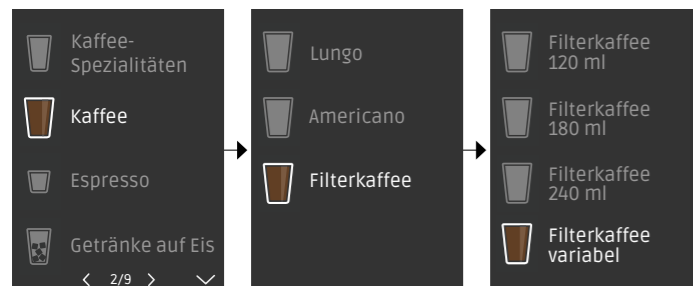 Kaffee-
Spezialitäten
Kaffee
Espresso
Getränke auf Eis
< 2/9 >
Lungo
Americano
Filterkaffee
Filterkaffee
120 ml
Filterkaffee
180 ml
Filterkaffee
240 ml
Filterkaffee
variabel